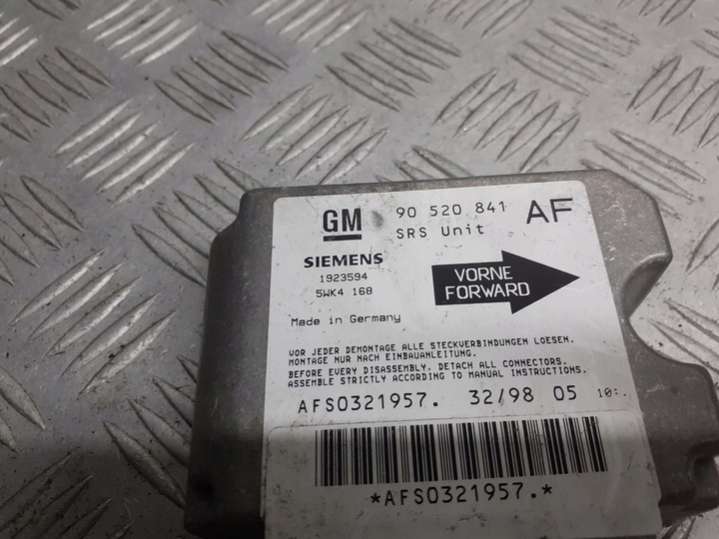 GM 90 520 841 AF
SRS Unit
SIEMENS
1923594
5WK4 168
VORNE
FORWARD
Made in Germany
VOR JEDER DEMONTAGE ALLE STECKVERBINDUNGEN LOESEN.
MONTAGE NUR NACH EINBAUANLEITUNG.
BEFORE EVERY DISASSEMBLY, DETACH ALL CONNECTORS.
ASSEMBLE STRICTLY ACCORDING TO MANUAL INSTRUCTIONS.
AFS0321957. 32/98 05 10:.
*AFS0321957.*